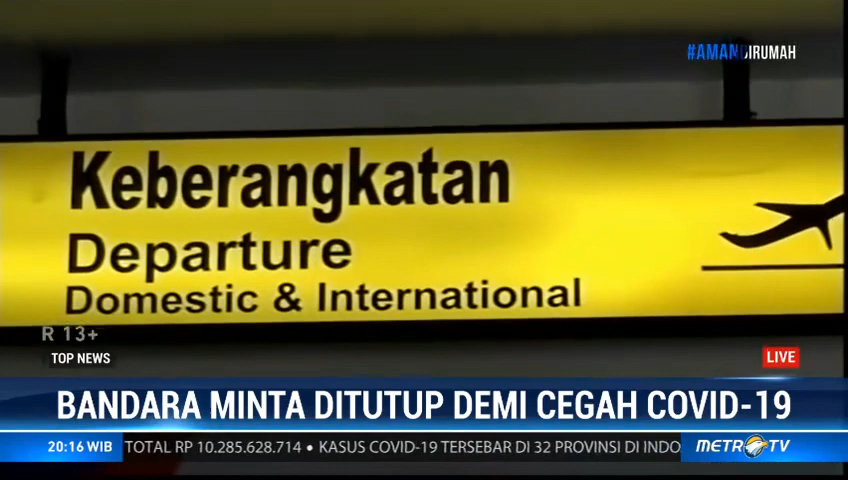 #AMANDIRUMAH
Keberangkatan
Departure
Domestic & International
R 13+
TOP NEWS
LIVE
BANDARA MINTA DITUTUP DEMI CEGAH COVID-19
20:16 WIB
TOTAL RP 10.285.628.714 • KASUS COVID-19 TERSEBAR DI 32 PROVINSI DI INDO
METRO TV